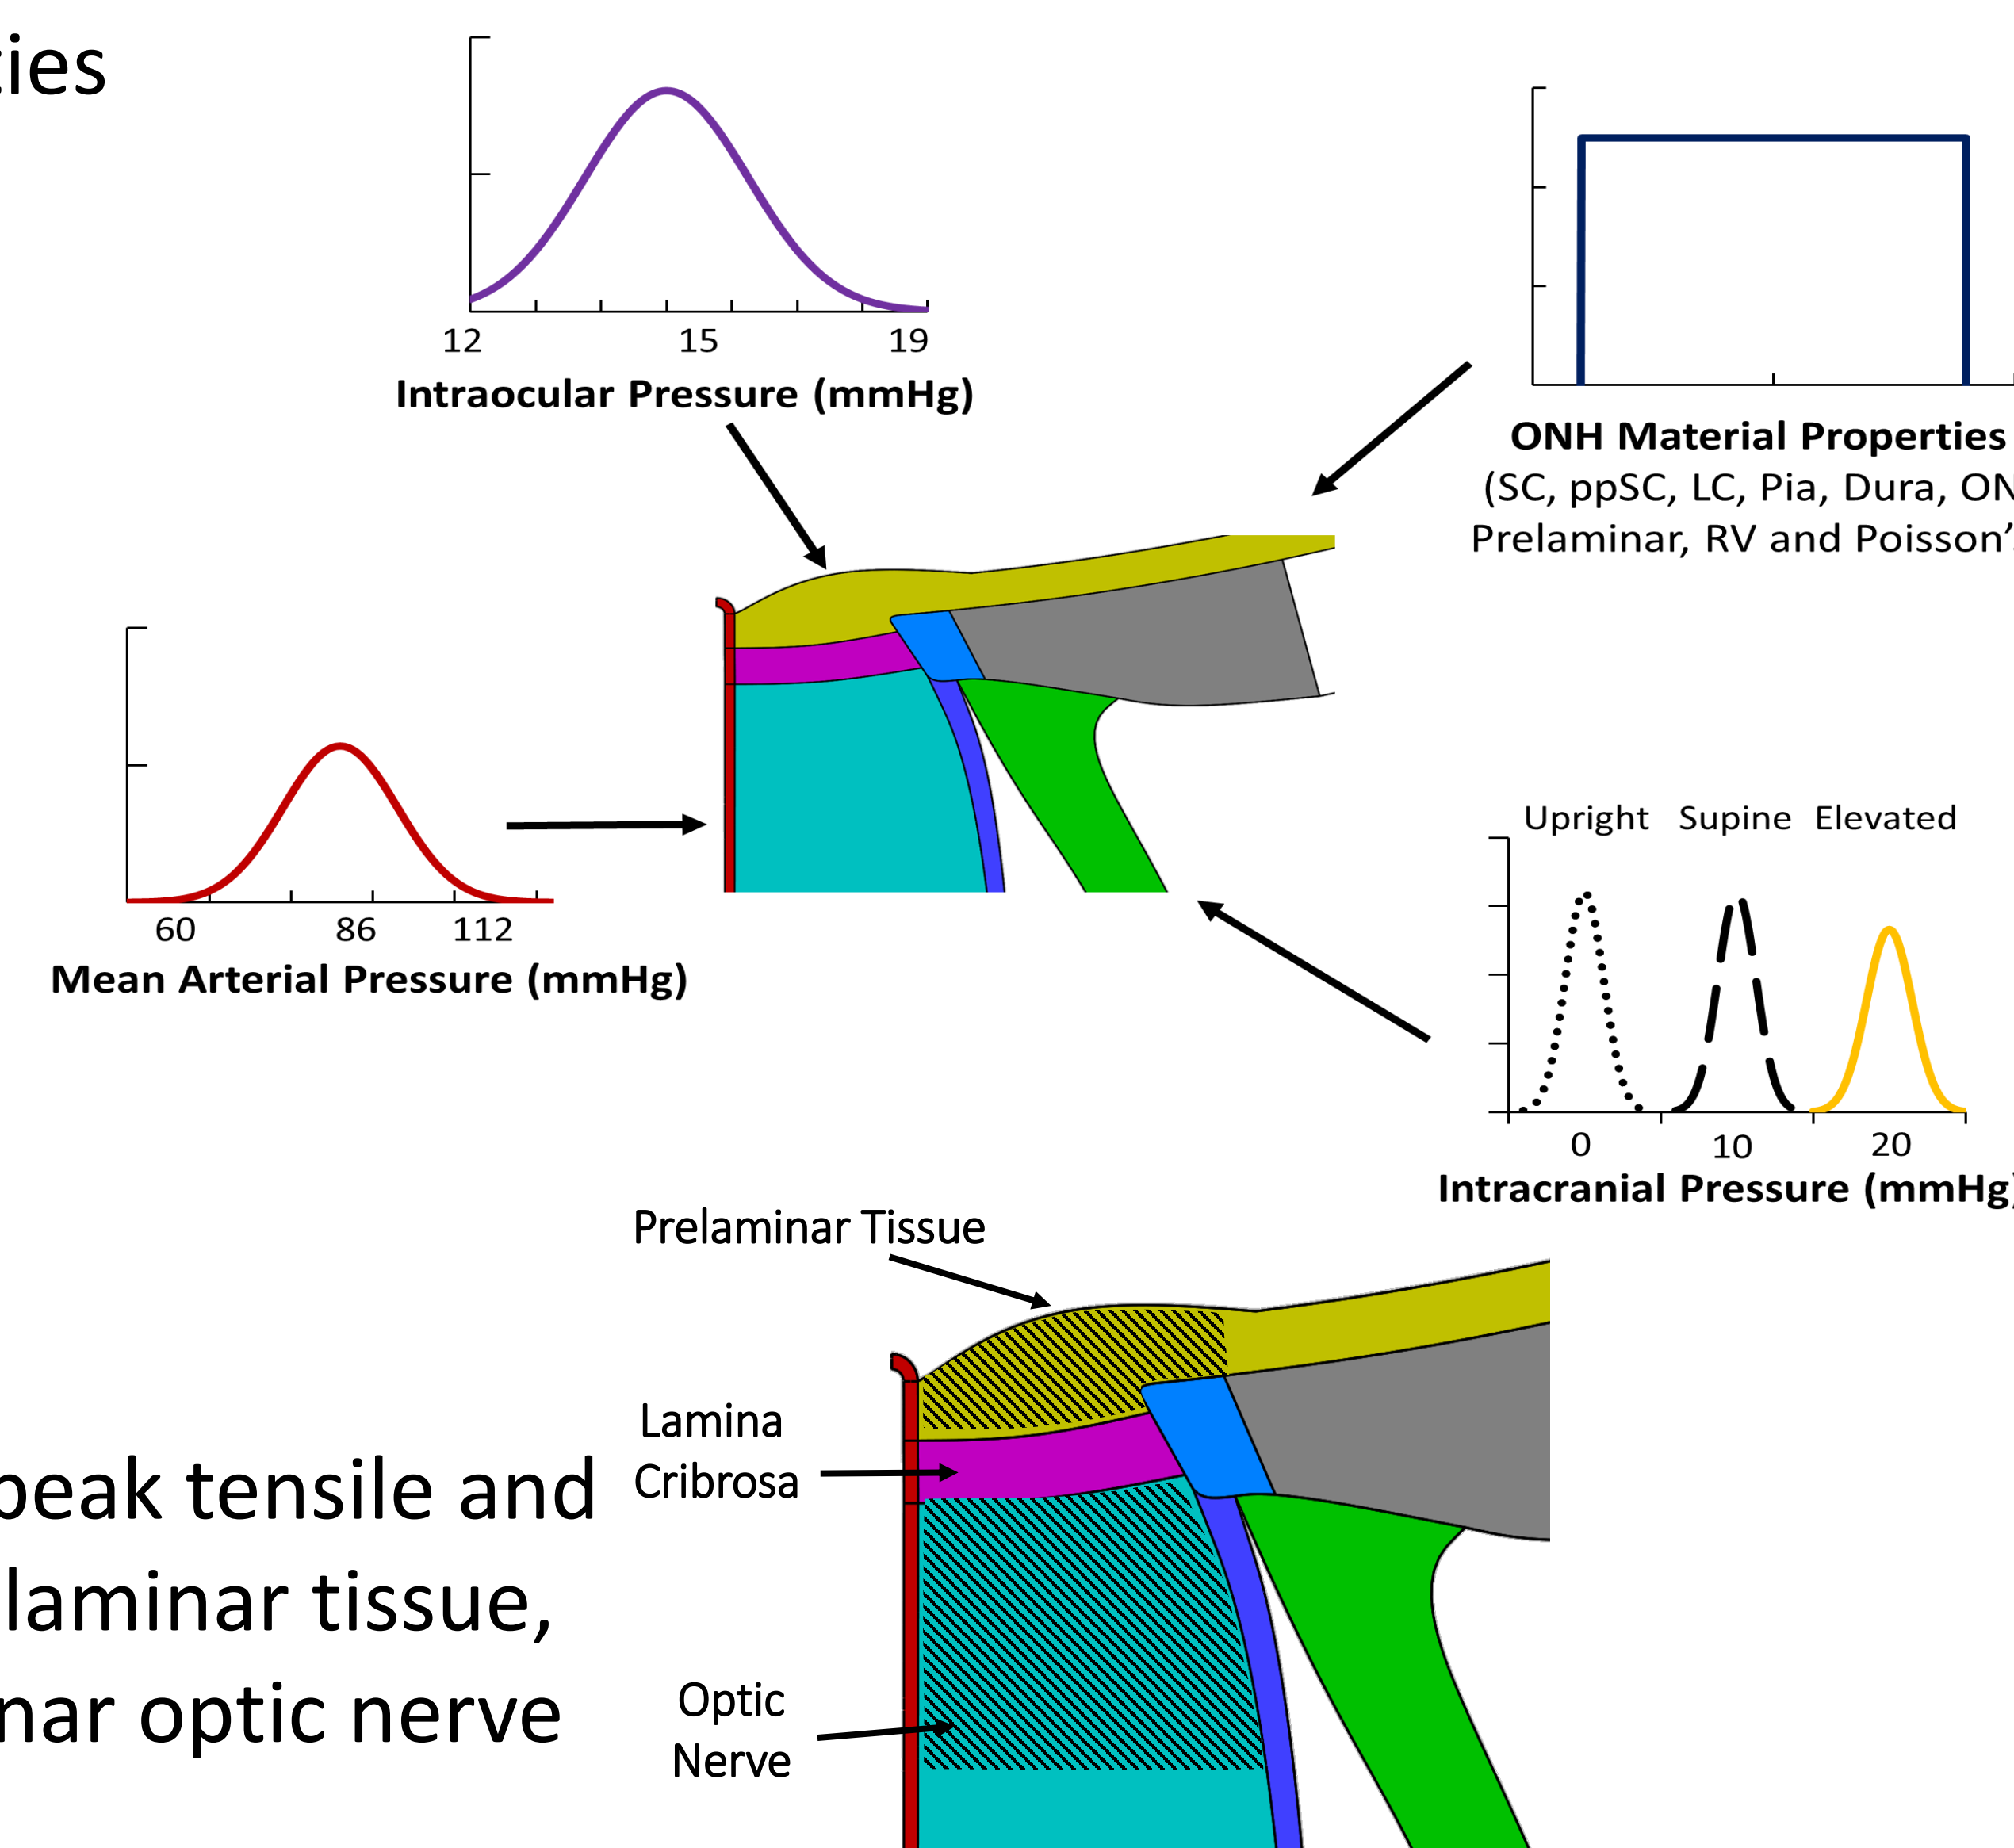 ties
12 15 19
Intraocular Pressure (mmHg)
ONH Material Properties
(SC, ppSC, LC, Pia, Dura, ON
Prelaminar, RV and Poisson’
60 86 112
Mean Arterial Pressure (mmHg)
Upright Supine Elevated
0 10 20
Intracranial Pressure (mmHg)
Prelaminar Tissue
Lamina
Cribrosa
peak tensile and
laminar tissue,
nar optic nerve
Optic
Nerve